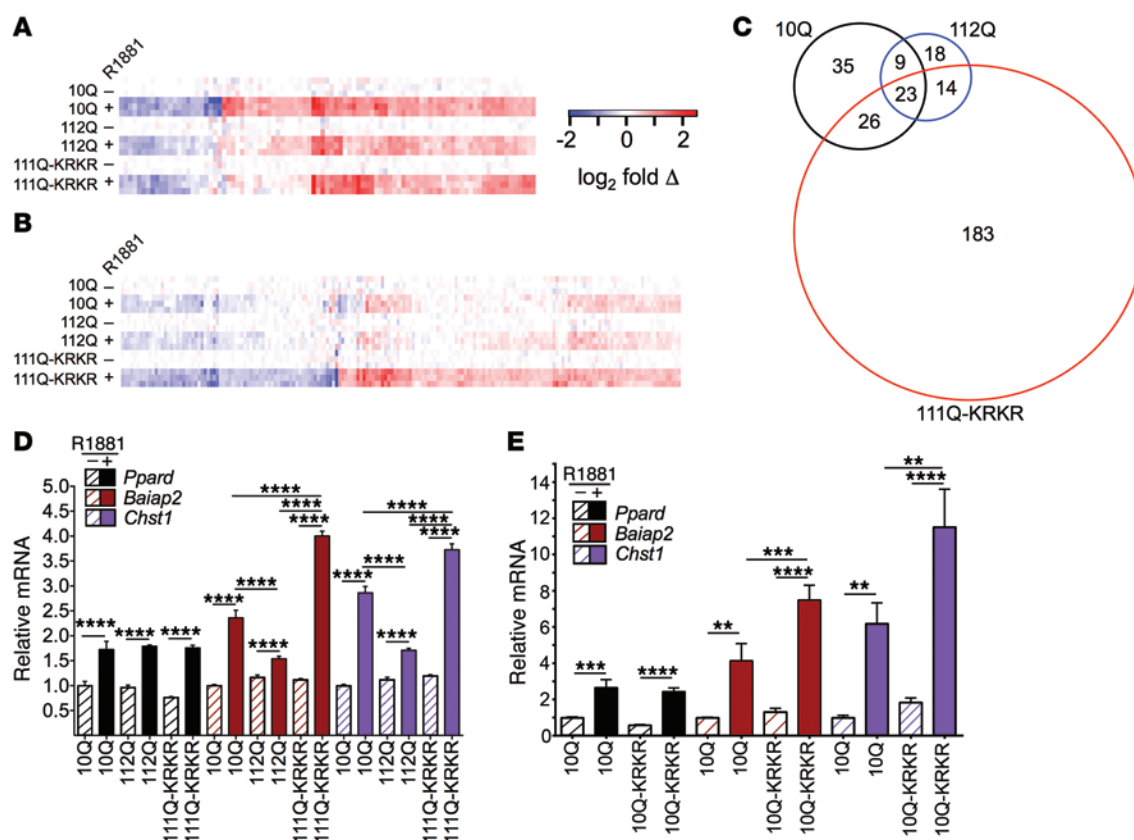 A
R1881
10Q –
10Q +
112Q –
112Q +
111Q-KRKR –
111Q-KRKR +
-2 0 2
log2 fold Δ
B
R1881
10Q –
10Q +
112Q –
112Q +
111Q-KRKR –
111Q-KRKR +
C
10Q
112Q
35
9
18
23
14
26
183
111Q-KRKR
D
R1881
– +
Ppard
Baiap2
Chst1
Relative mRNA
5.0
4.5
4.0
3.5
3.0
2.5
2.0
1.5
1.0
0.5
**** **** ****
**** **** **** **** **** ****
**** **** **** **** **** ****
10Q 10Q 112Q 112Q 111Q-KRKR 111Q-KRKR 10Q 10Q 112Q 112Q 111Q-KRKR 111Q-KRKR 10Q 10Q 112Q 112Q 111Q-KRKR 111Q-KRKR
E
R1881
– +
Ppard
Baiap2
Chst1
Relative mRNA
14
12
10
8
6
4
2
0
*** ****
** *** ****
** ** ****
10Q 10Q 10Q-KRKR 10Q-KRKR 10Q 10Q 10Q-KRKR 10Q-KRKR 10Q 10Q 10Q-KRKR 10Q-KRKR